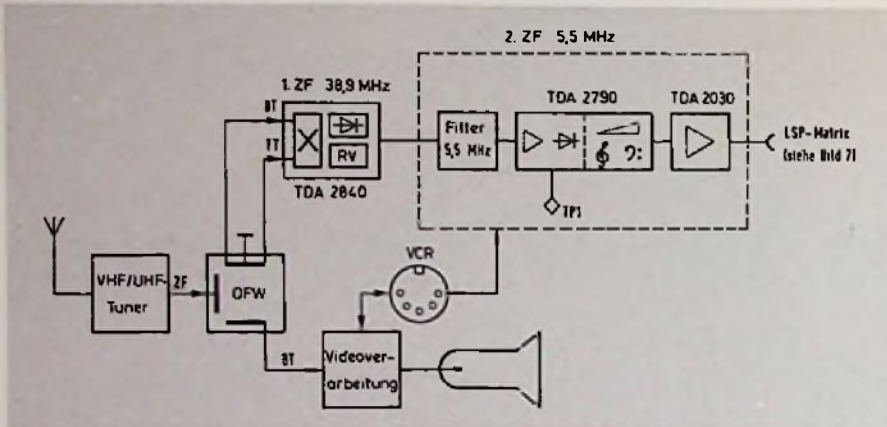 2. ZF 5,5 MHz
1. ZF 38,9 MHz
TDA 2790
TDA 2030
BT
TT
RV
TDA 2840
Filter
5,5 MHz
LSP-Matrix
(siehe Bild 7)
TP1
VCR
VHF/UHF-
Tuner
ZF
OFW
BT
Videover-
arbeitung